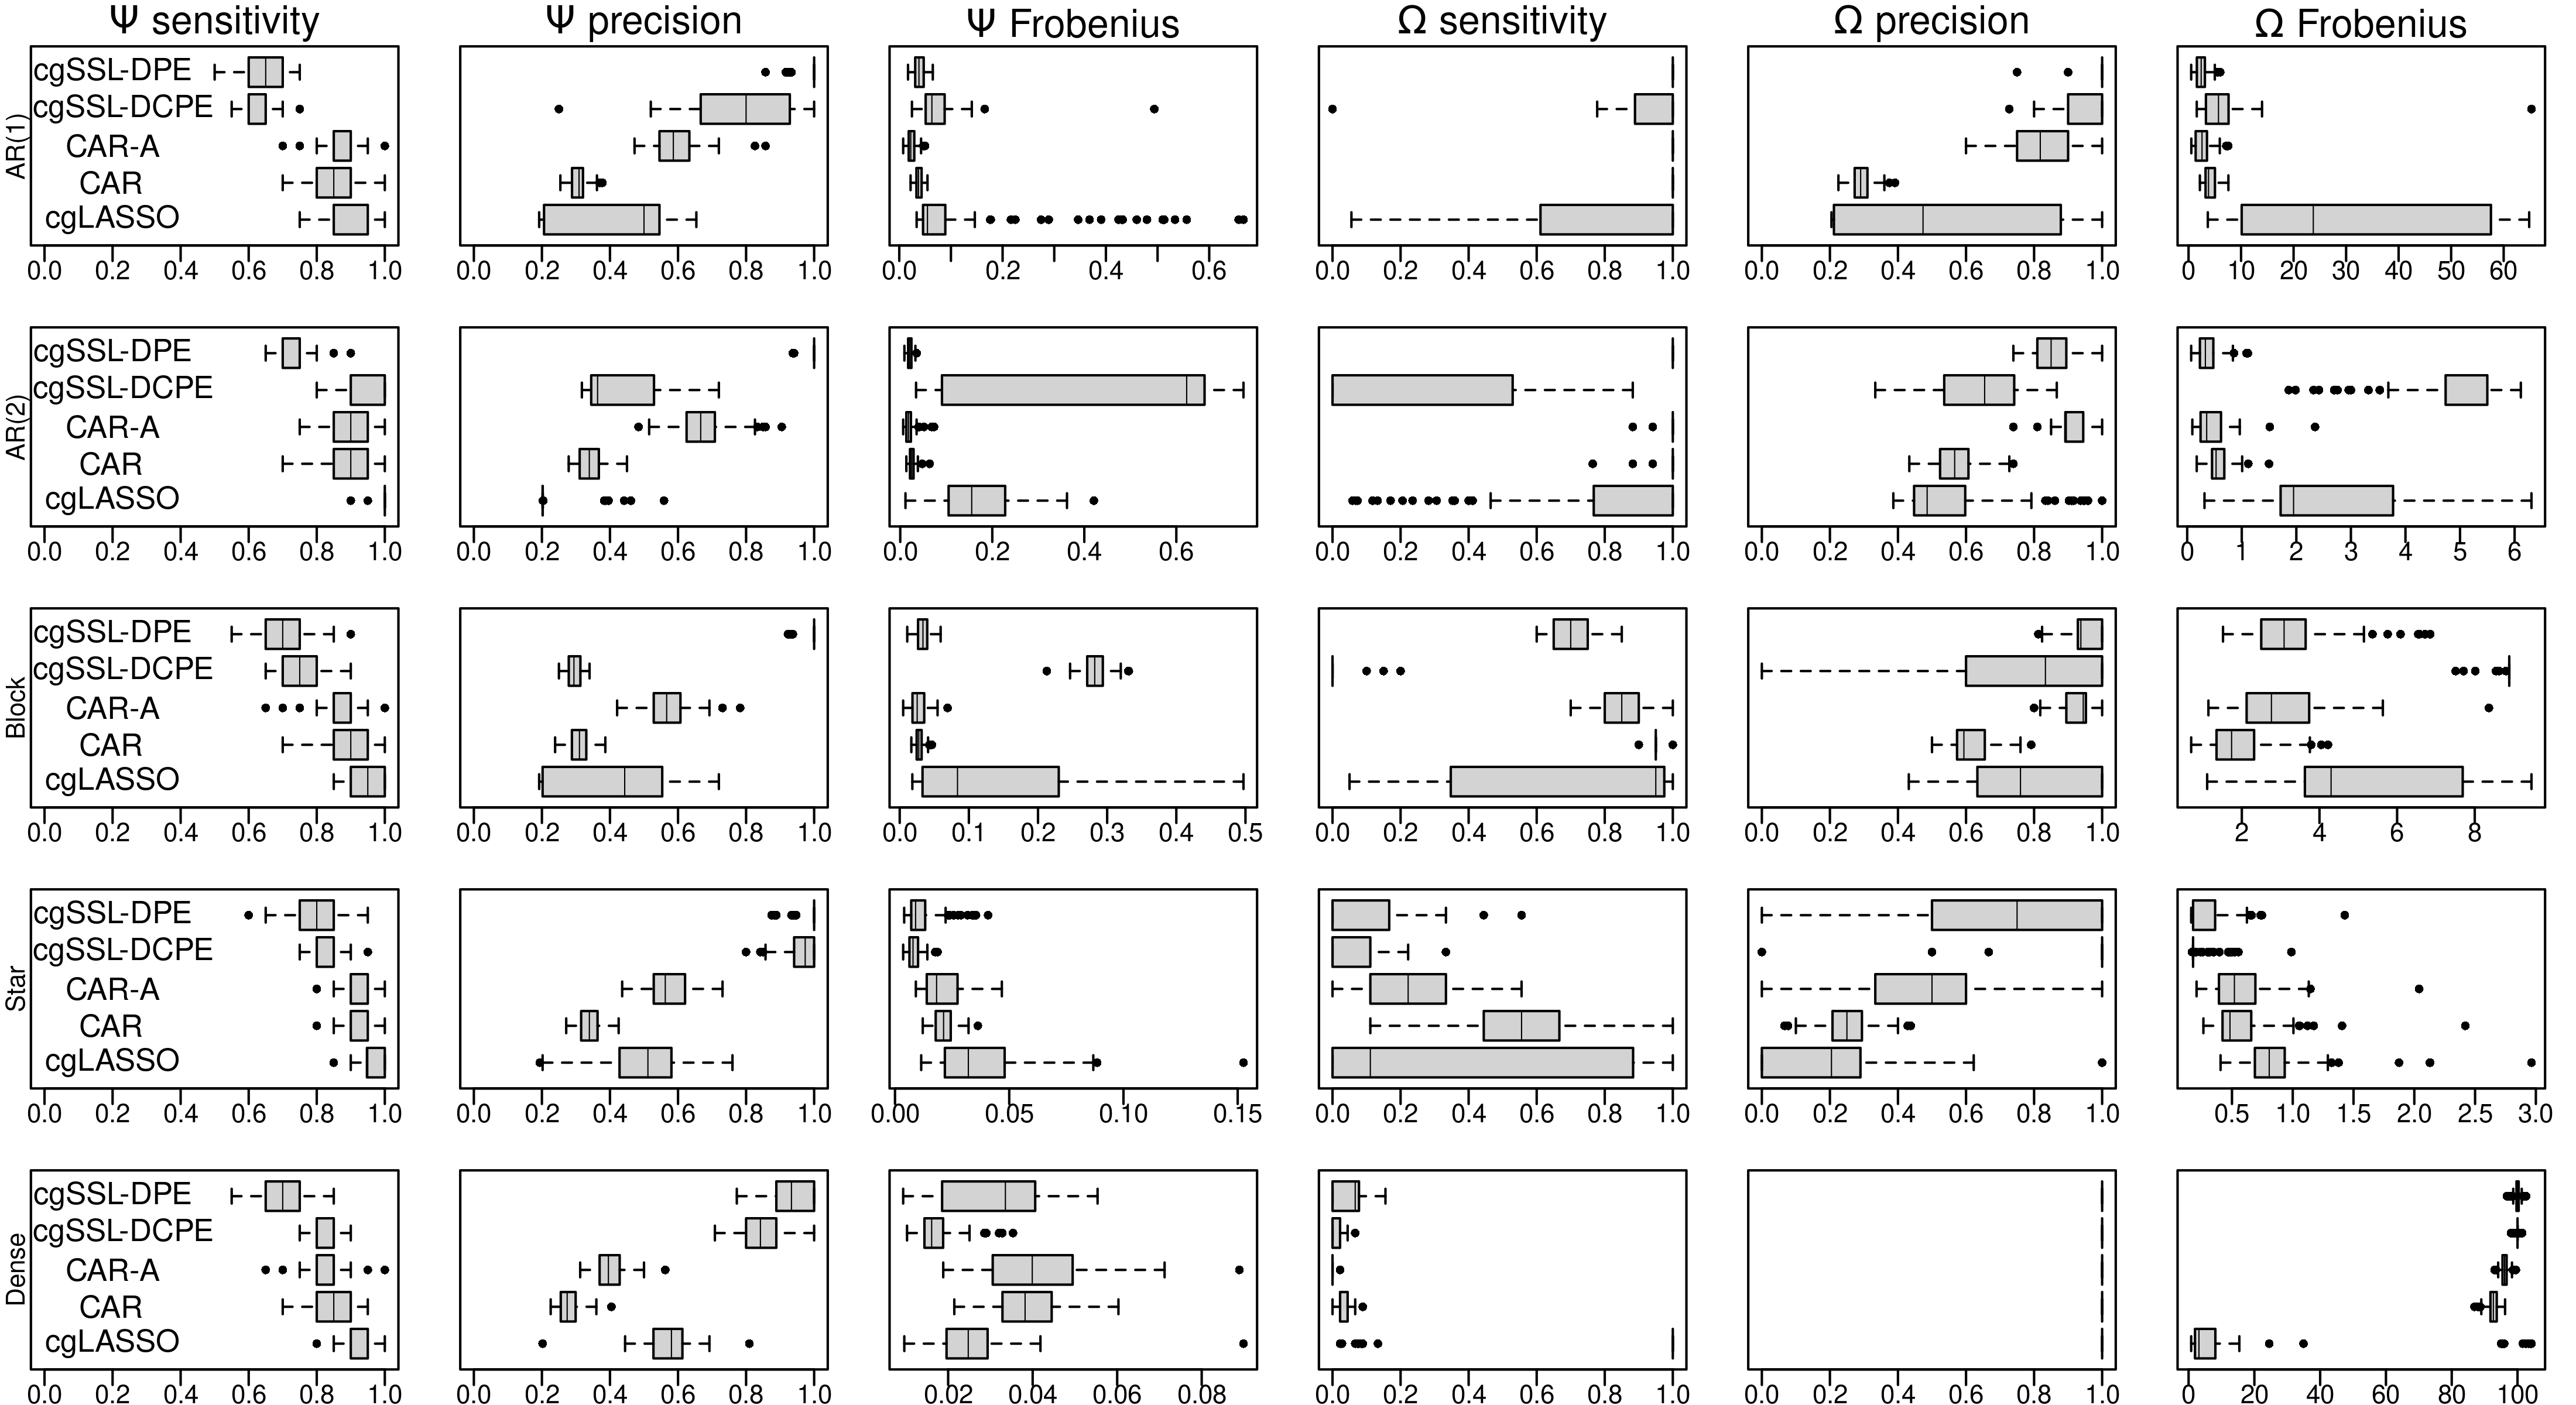 Ψ sensitivity Ψ precision Ψ Frobenius Ω sensitivity Ω precision Ω Frobenius
AR(1)
cgSSL-DPE
cgSSL-DCPE
CAR-A
CAR
cgLASSO
0.0 0.2 0.4 0.6 0.8 1.0 0.0 0.2 0.4 0.6 0.8 1.0 0.0 0.2 0.4 0.6 0.0 0.2 0.4 0.6 0.8 1.0 0.0 0.2 0.4 0.6 0.8 1.0 0 10 20 30 40 50 60
AR(2)
cgSSL-DPE
cgSSL-DCPE
CAR-A
CAR
cgLASSO
0.0 0.2 0.4 0.6 0.8 1.0 0.0 0.2 0.4 0.6 0.8 1.0 0.0 0.2 0.4 0.6 0.0 0.2 0.4 0.6 0.8 1.0 0.0 0.2 0.4 0.6 0.8 1.0 0 1 2 3 4 5 6
Block
cgSSL-DPE
cgSSL-DCPE
CAR-A
CAR
cgLASSO
0.0 0.2 0.4 0.6 0.8 1.0 0.0 0.2 0.4 0.6 0.8 1.0 0.0 0.1 0.2 0.3 0.4 0.5 0.0 0.2 0.4 0.6 0.8 1.0 0.0 0.2 0.4 0.6 0.8 1.0 2 4 6 8
Star
cgSSL-DPE
cgSSL-DCPE
CAR-A
CAR
cgLASSO
0.0 0.2 0.4 0.6 0.8 1.0 0.0 0.2 0.4 0.6 0.8 1.0 0.00 0.05 0.10 0.15 0.0 0.2 0.4 0.6 0.8 1.0 0.0 0.2 0.4 0.6 0.8 1.0 0.5 1.0 1.5 2.0 2.5 3.0
Dense
cgSSL-DPE
cgSSL-DCPE
CAR-A
CAR
cgLASSO
0.0 0.2 0.4 0.6 0.8 1.0 0.0 0.2 0.4 0.6 0.8 1.0 0.02 0.04 0.06 0.08 0.0 0.2 0.4 0.6 0.8 1.0 0.0 0.2 0.4 0.6 0.8 1.0 0 20 40 60 80 100